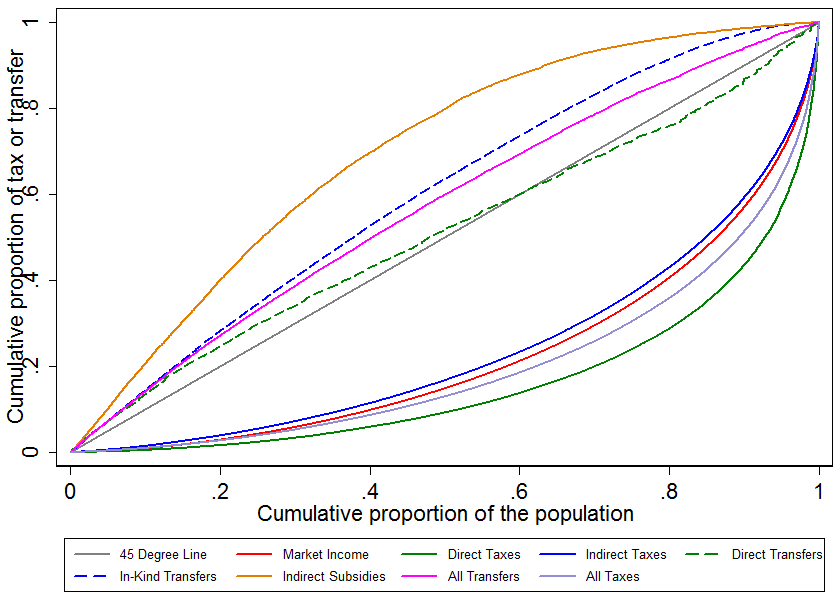 Cumulative proportion of tax or transfer
1
.8
.6
.4
.2
0
0 .2 .4 .6 .8 1
Cumulative proportion of the population
45 Degree Line Market Income Direct Taxes Indirect Taxes Direct Transfers
In-Kind Transfers Indirect Subsidies All Transfers All Taxes